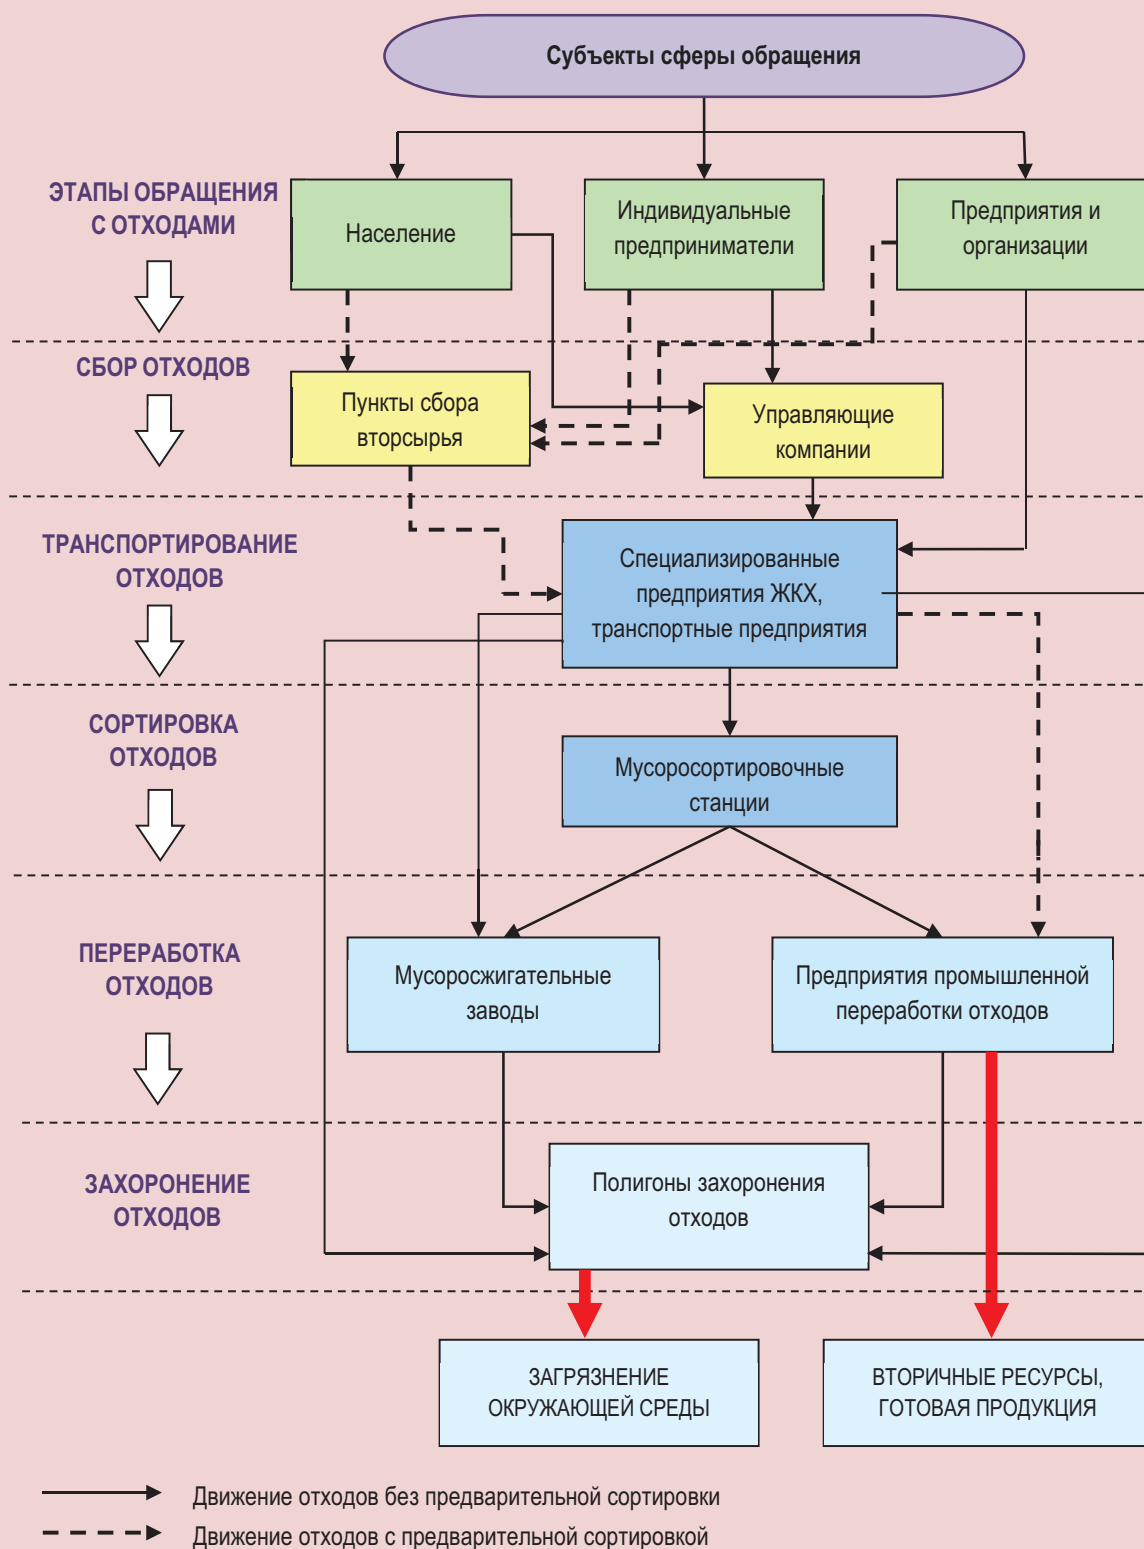 Субъекты сферы обращения
ЭТАПЫ ОБРАЩЕНИЯ
С ОТХОДАМИ
Население
Индивидуальные
предприниматели
Предприятия и
организации
СБОР ОТХОДОВ
Пункты сбора
вторсырья
Управляющие
компании
ТРАНСПОРТИРОВАНИЕ
ОТХОДОВ
Специализированные
предприятия ЖКХ,
транспортные предприятия
СОРТИРОВКА
ОТХОДОВ
Мусоросортировочные
станции
ПЕРЕРАБОТКА
ОТХОДОВ
Мусоросжигательные
заводы
Предприятия промышленной
переработки отходов
ЗАХОРОНЕНИЕ
ОТХОДОВ
Полигоны захоронения
отходов
ЗАГРЯЗНЕНИЕ
ОКРУЖАЮЩЕЙ СРЕДЫ
ВТОРИЧНЫЕ РЕСУРСЫ,
ГОТОВАЯ ПРОДУКЦИЯ
Движение отходов без предварительной сортировки
Движение отходов с предварительной сортировкой